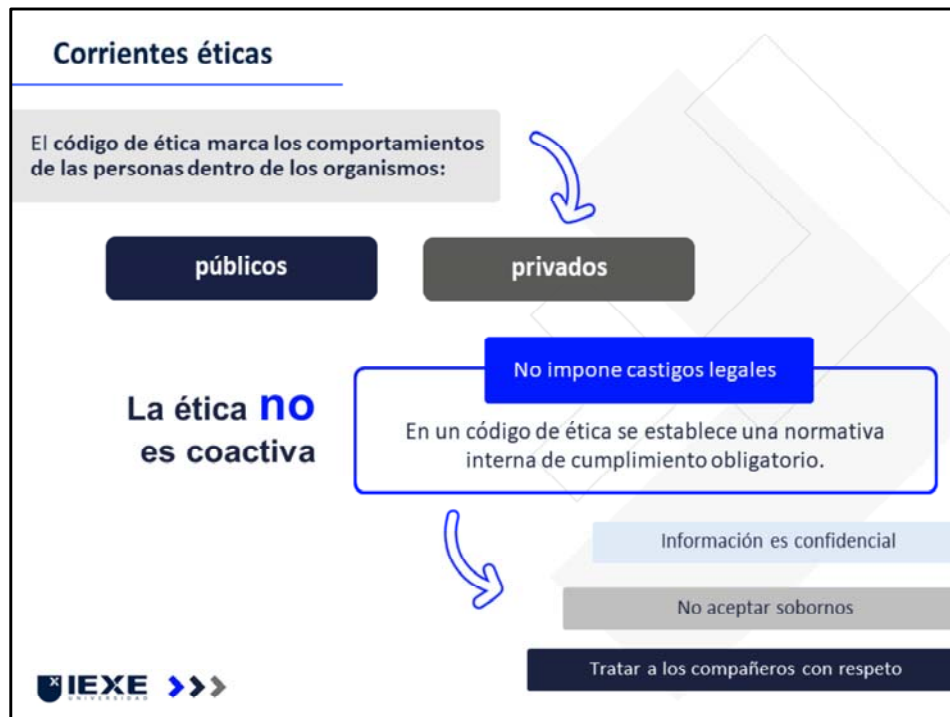 Corrientes éticas
El código de ética marca los comportamientos
de las personas dentro de los organismos:
públicos
privados
No impone castigos legales
La ética no
es coactiva
En un código de ética se establece una normativa
interna de cumplimiento obligatorio.
Información es confidencial
No aceptar sobornos
Tratar a los compañeros con respeto
IEXE
UNIVERSIDAD